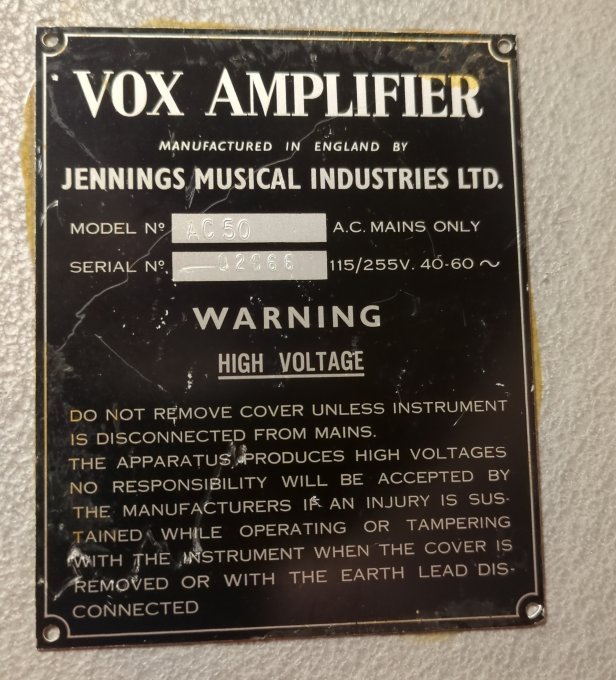 VOX AMPLIFIER
MANUFACTURED IN ENGLAND BY
JENNINGS MUSICAL INDUSTRIES LTD.
MODEL Nº AC50 A.C. MAINS ONLY
SERIAL Nº. 115/255V. 40-60 ~
WARNING
HIGH VOLTAGE
DO NOT REMOVE COVER UNLESS INSTRUMENT
IS DISCONNECTED FROM MAINS.
THE APPARATUS PRODUCES HIGH VOLTAGES
NO RESPONSIBILITY WILL BE ACCEPTED BY
THE MANUFACTURERS IF AN INJURY IS SUS-
TAINED WHILE OPERATING OR TAMPERING
WITH THE INSTRUMENT WHEN THE COVER IS
REMOVED OR WITH THE EARTH LEAD DIS-
CONNECTED